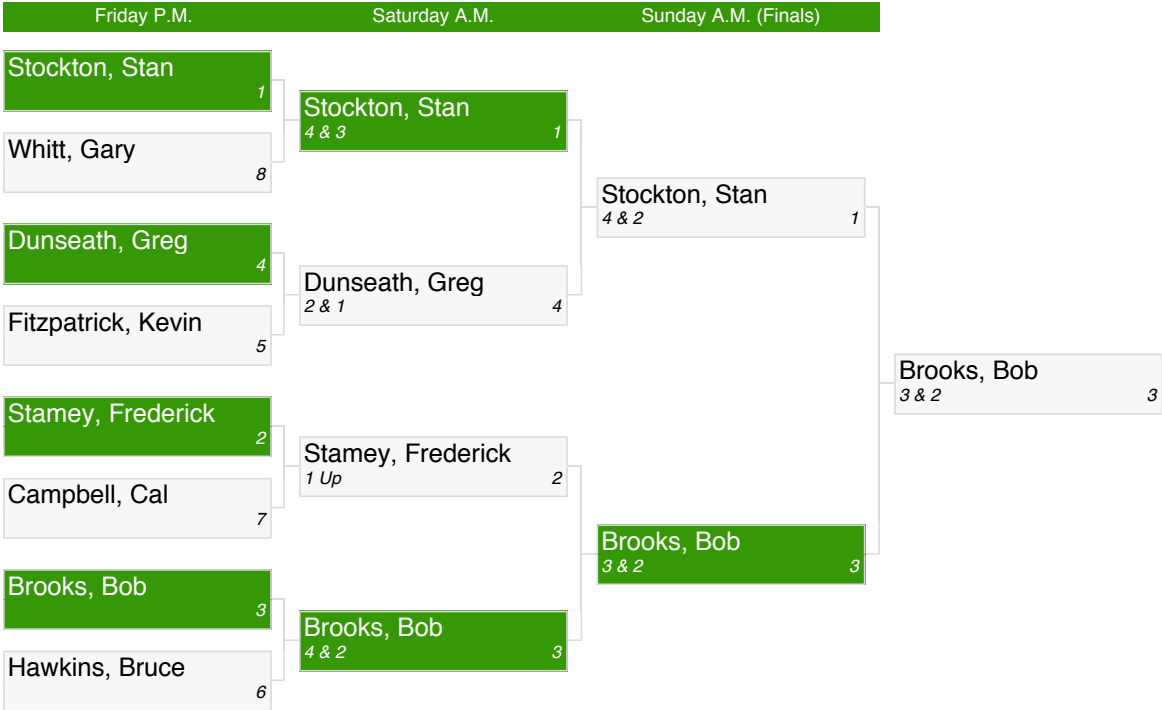 Friday P.M.
Saturday A.M.
Sunday A.M. (Finals)
Stockton, Stan
1
Whitt, Gary
8
Dunseath, Greg
4
Fitzpatrick, Kevin
5
Stamey, Frederick
2
Campbell, Cal
7
Brooks, Bob
3
Hawkins, Bruce
6
Stockton, Stan
4 & 3 1
Dunseath, Greg
2 & 1 4
Stamey, Frederick
1 Up 2
Brooks, Bob
4 & 2 3
Stockton, Stan
4 & 2 1
Brooks, Bob
3 & 2 3
Brooks, Bob
3 & 2 3